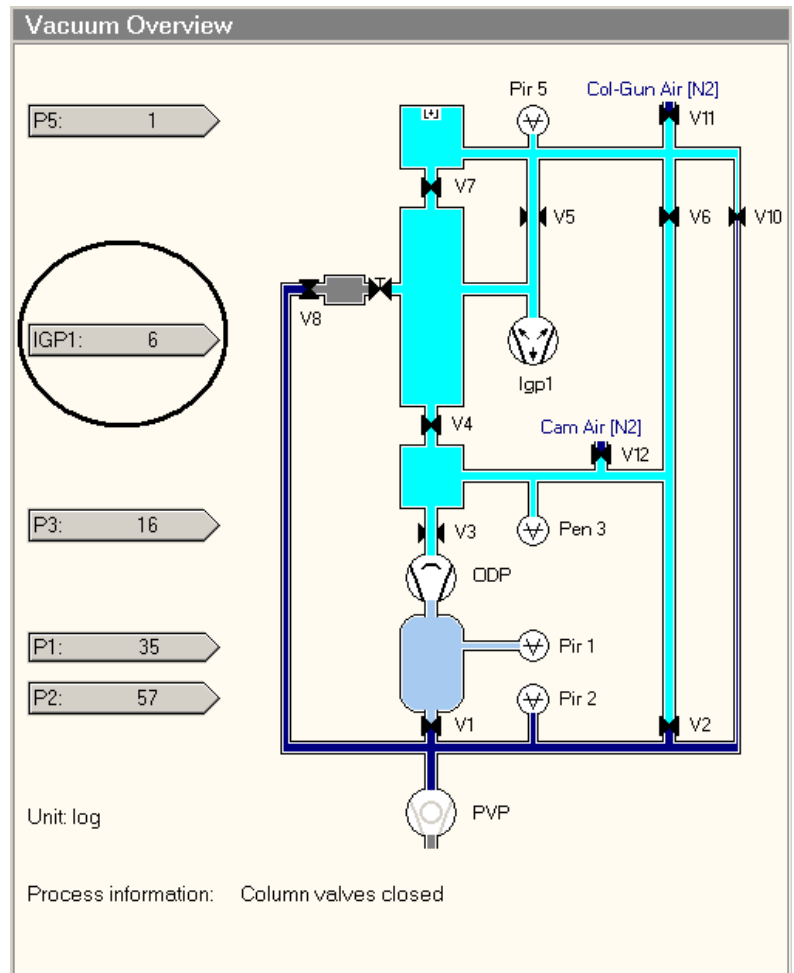 Vacuum Overview
Pir 5
Col-Gun Air [N2]
P5: 1
V11
V7
V5
V6
V10
V8
IGP1: 6
Igp1
V4
Cam Air [N2]
V12
P3: 16
V3
Pen 3
ODP
P1: 35
Pir 1
P2: 57
Pir 2
V1
V2
PVP
Unit: log
Process information: Column valves closed